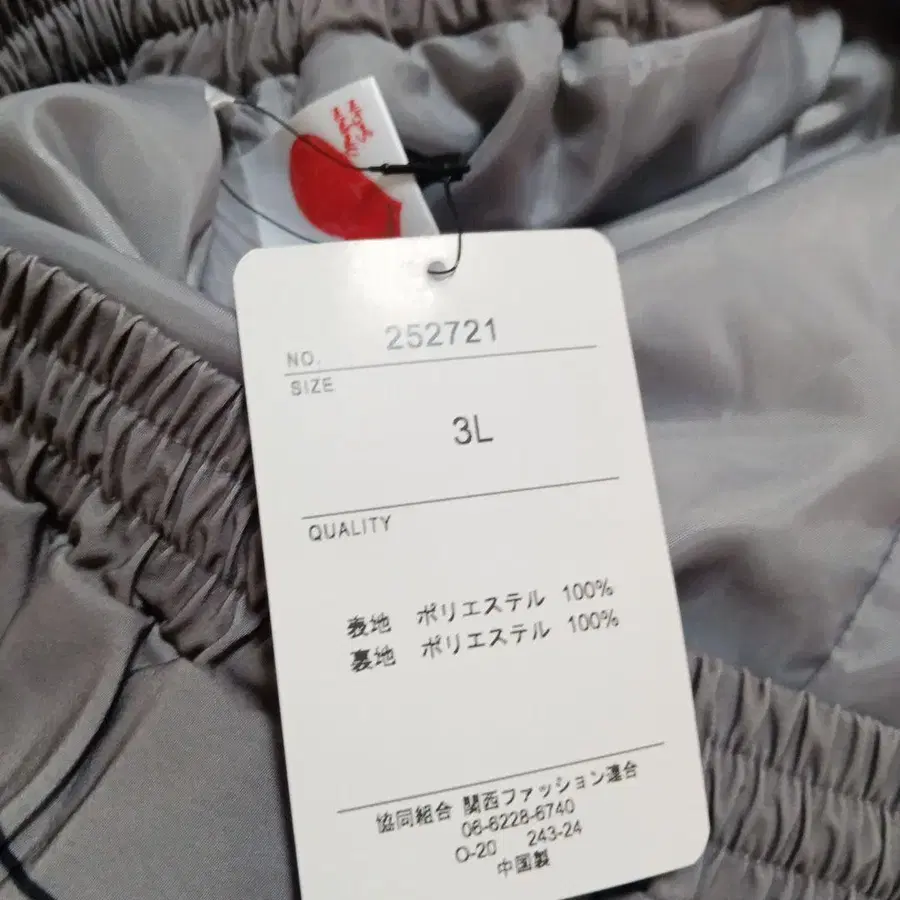 NO. 252721
SIZE
3L
QUALITY
表地 ポリエステル 100%
裏地 ポリエステル 100%
協同組合 関西ファッション連合
06-6228-6740
O-20 243-24
中国製